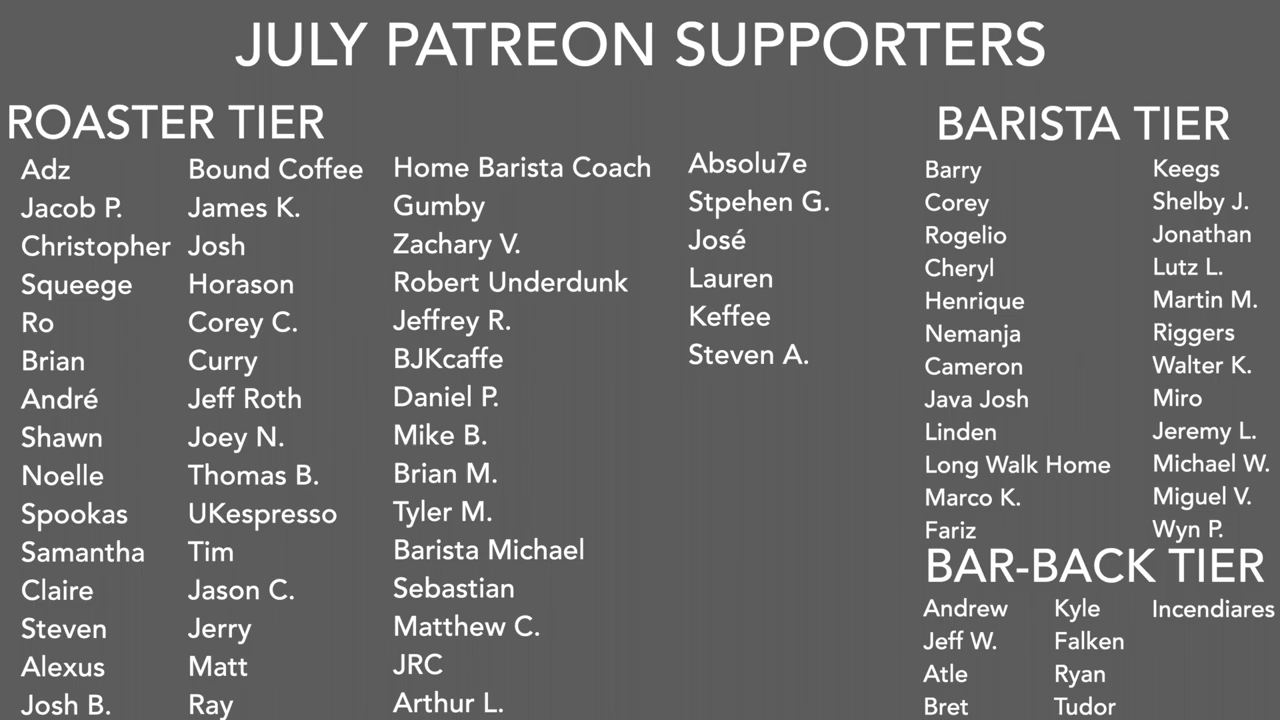 JULY PATREON SUPPORTERS
ROASTER TIER
Adz
Jacob P.
Christopher
Squeege
Ro
Brian
André
Shawn
Noelle
Spookas
Samantha
Claire
Steven
Alexus
Josh B.
Bound Coffee
James K.
Josh
Horason
Corey C.
Curry
Jeff Roth
Joey N.
Thomas B.
UKespresso
Tim
Jason C.
Jerry
Matt
Ray
Home Barista Coach
Gumby
Zachary V.
Robert Underdunk
Jeffrey R.
BJKcaffe
Daniel P.
Mike B.
Brian M.
Tyler M.
Barista Michael
Sebastian
Matthew C.
JRC
Arthur L.
Absolu7e
Stpehen G.
José
Lauren
Keffee
Steven A.
BARISTA TIER
Barry
Corey
Rogelio
Cheryl
Henrique
Nemanja
Cameron
Java Josh
Linden
Long Walk Home
Marco K.
Fariz
Keegs
Shelby J.
Jonathan
Lutz L.
Martin M.
Riggers
Walter K.
Miro
Jeremy L.
Michael W.
Miguel V.
Wyn P.
BAR-BACK TIER
Andrew
Jeff W.
Atle
Bret
Kyle
Falken
Ryan
Tudor
Incendiares